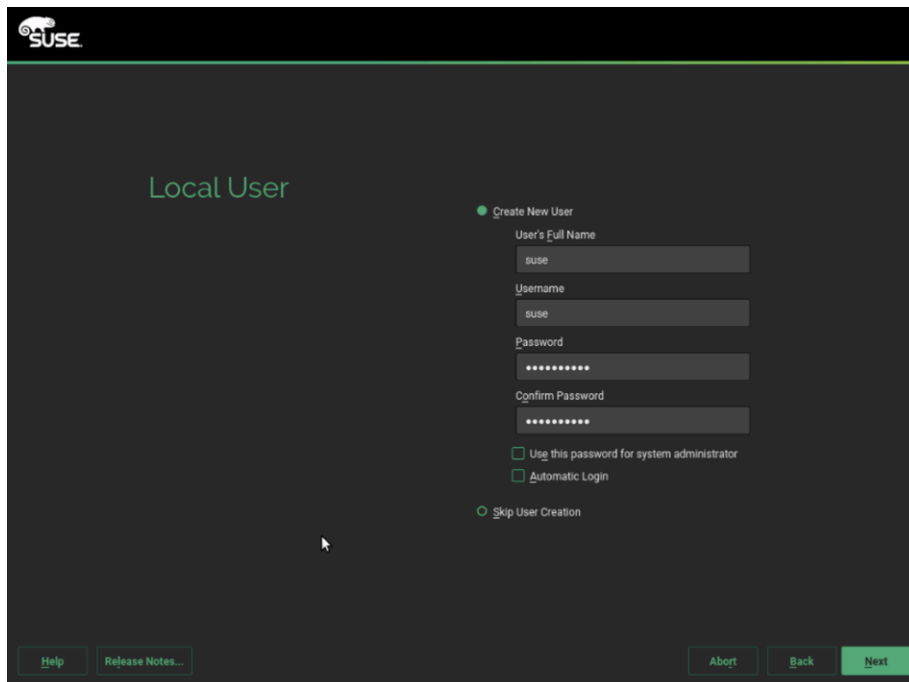 SUSE.
Local User
Create New User
User's Full Name
suse
Username
suse
Password
••••••••••
Confirm Password
••••••••••
Use this password for system administrator
Automatic Login
Skip User Creation
Help Release Notes... Abort Back Next